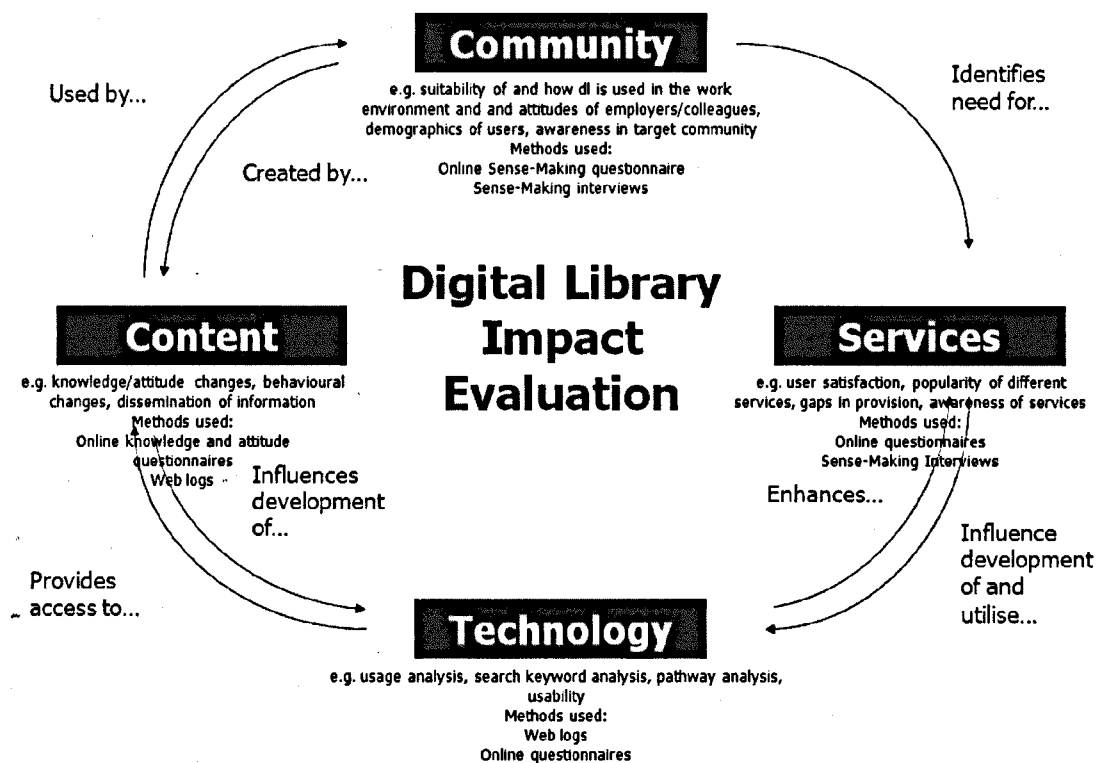 Community
e.g. suitability of and how dl is used in the work
environment and and attitudes of employers/colleagues,
demographics of users, awareness in target community
Methods used:
Online Sense-Making questionnaire
Sense-Making interviews
Used by...
Created by...
Identifies
need for...
Digital Library
Impact
Evaluation
Content
e.g. knowledge/attitude changes, behavioural
changes, dissemination of information
Methods used:
Online knowledge and attitude
questionnaires
Web logs
Services
e.g. user satisfaction, popularity of different
services, gaps in provision, awareness of services
Methods used:
Online questionnaires
Sense-Making Interviews
Influences
development
of...
Enhances...
Provides
access to...
Influence
development
of and
utilise...
Technology
e.g. usage analysis, search keyword analysis, pathway analysis,
usability
Methods used:
Web logs
Online questionnaires